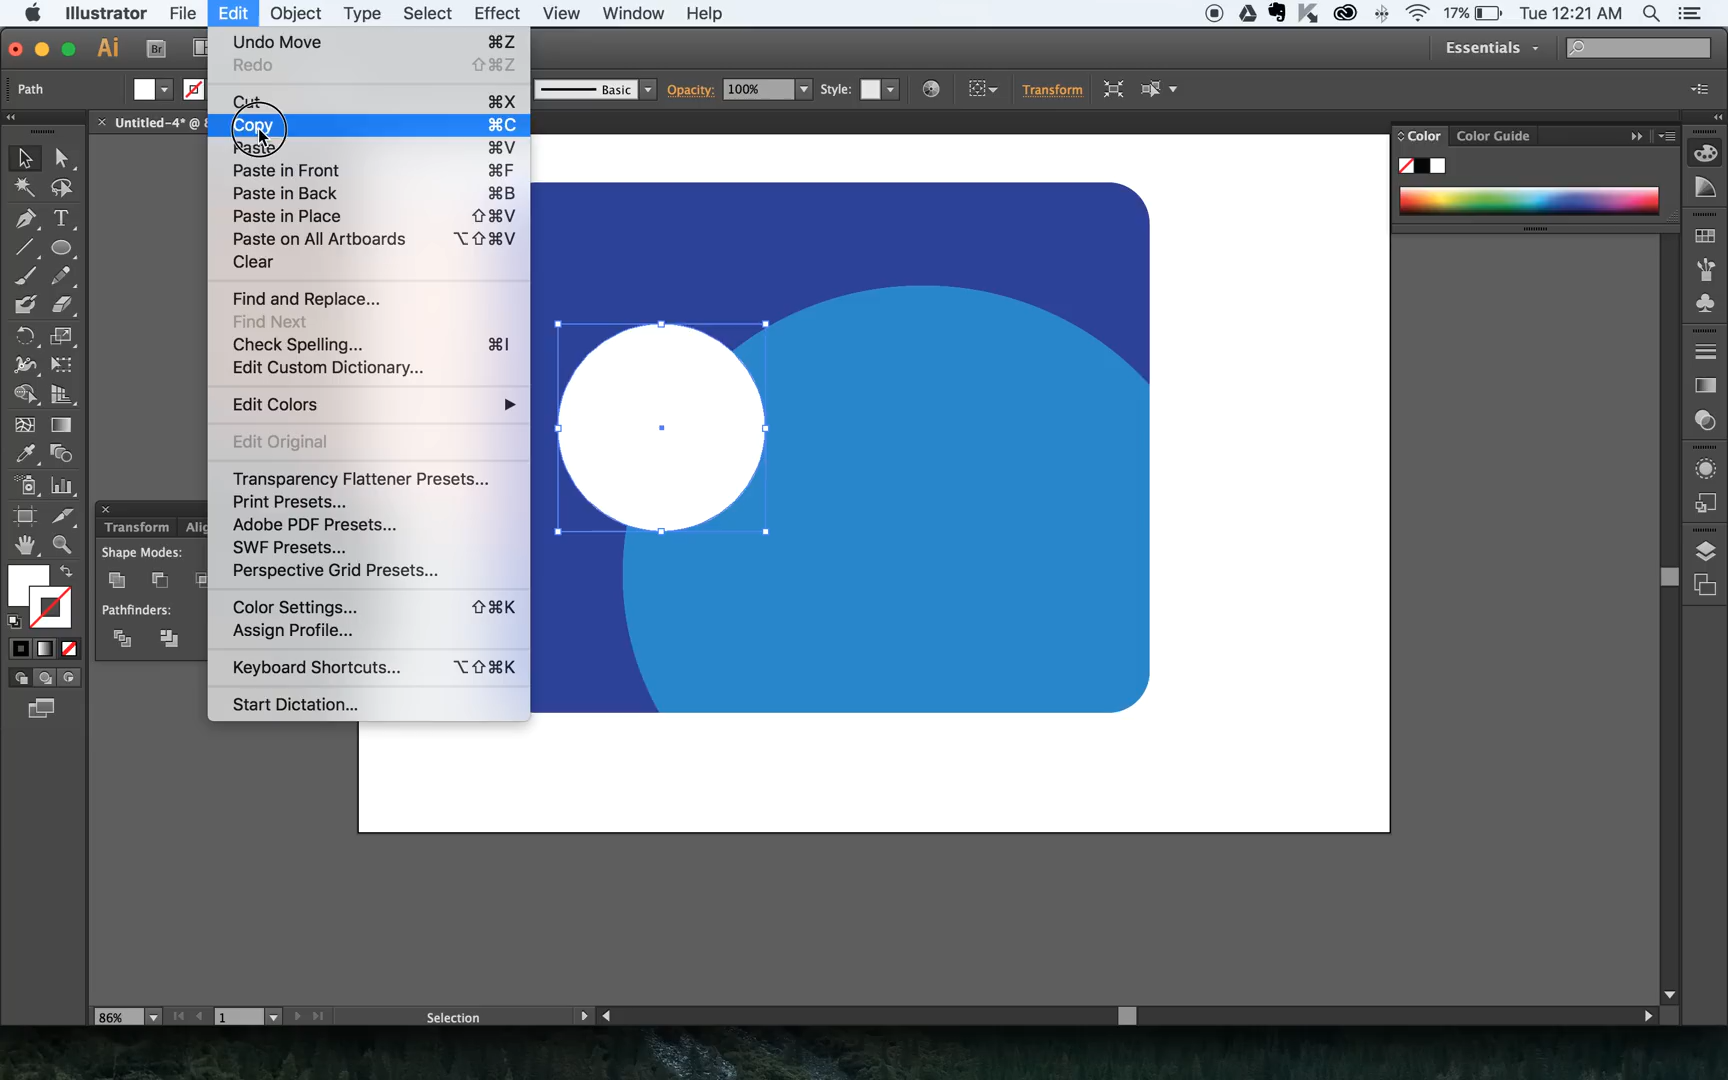 Illustrator File Edit Object Type Select Effect View Window Help 17% Tue 12:21 AM
Ai Br Essentials
Path Basic Opacity: 100% Style: Transform
Untitled-4* @ 8
Undo Move ⌘Z
Redo ⇧⌘Z
Cut ⌘X
Copy ⌘C
Paste ⌘V
Paste in Front ⌘F
Paste in Back ⌘B
Paste in Place ⇧⌘V
Paste on All Artboards ⌥⇧⌘V
Clear
Find and Replace...
Find Next
Check Spelling... ⌘I
Edit Custom Dictionary...
Edit Colors
Edit Original
Transparency Flattener Presets...
Print Presets...
Adobe PDF Presets...
SWF Presets...
Perspective Grid Presets...
Color Settings... ⇧⌘K
Assign Profile...
Keyboard Shortcuts... ⌥⇧⌘K
Start Dictation...
Color Color Guide
Transform Alig
Shape Modes:
Pathfinders:
86% 1 Selection